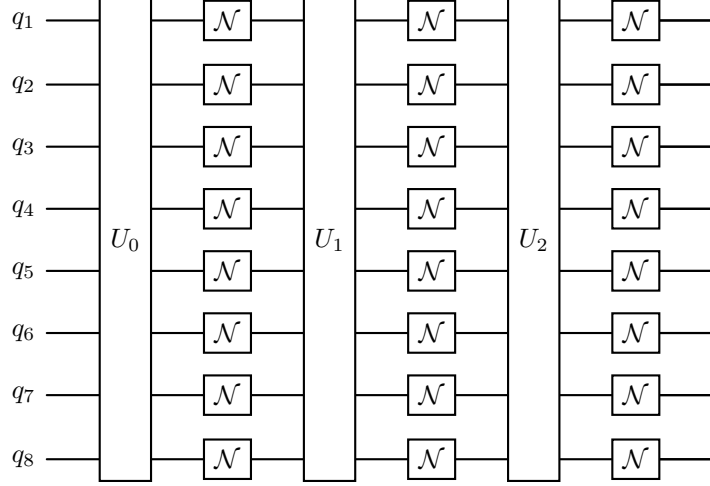 q₁ 𝒩 𝒩 𝒩
q₂ 𝒩 𝒩 𝒩
q₃ 𝒩 𝒩 𝒩
q₄ 𝒩 𝒩 𝒩
U₀ U₁ U₂
q₅ 𝒩 𝒩 𝒩
q₆ 𝒩 𝒩 𝒩
q₇ 𝒩 𝒩 𝒩
q₈ 𝒩 𝒩 𝒩